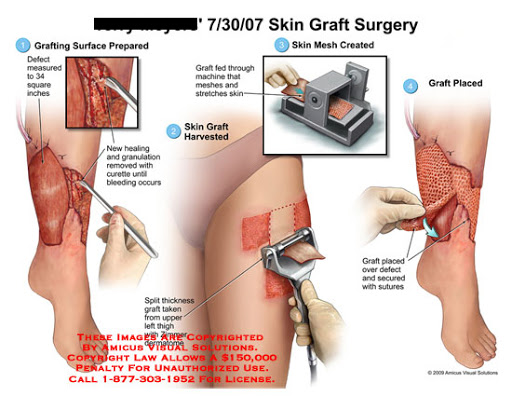 ' 7/30/07 Skin Graft Surgery
1 Grafting Surface Prepared
Defect
measured
to 34
square
inches
New healing
and granulation
removed with
curette until
bleeding occurs
2 Skin Graft
Harvested
Split thickness
graft taken
from upper
left thigh
with Zimmer
dermatome
3 Skin Mesh Created
Graft fed through
machine that
meshes and
stretches skin
4 Graft Placed
Graft placed
over defect
and secured
with sutures
These Images Are Copyrighted
By Amicus Visual Solutions.
Copyright Law Allows A $150,000
Penalty For Unauthorized Use.
Call 1-877-303-1952 For License.
© 2009 Amicus Visual Solutions